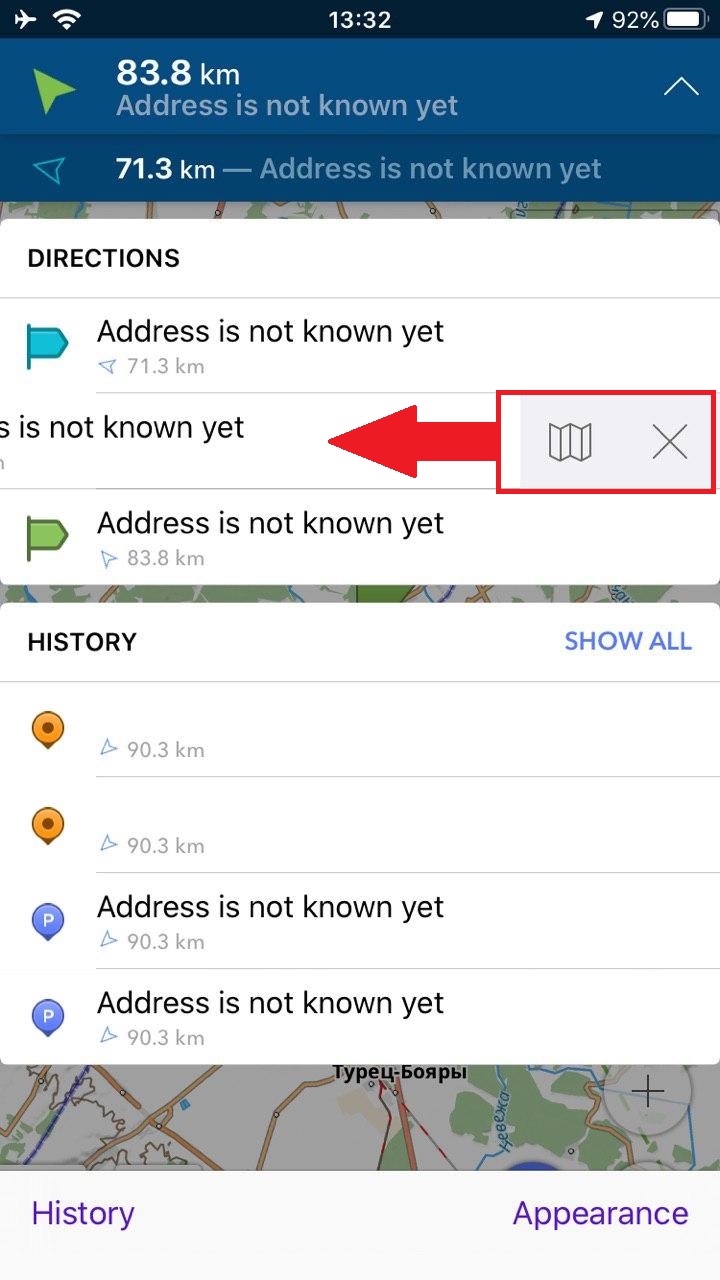 13:32
92%
83.8 km
Address is not known yet
71.3 km — Address is not known yet
DIRECTIONS
Address is not known yet
71.3 km
s is not known yet
Address is not known yet
83.8 km
HISTORY
SHOW ALL
90.3 km
90.3 km
P
Address is not known yet
90.3 km
P
Address is not known yet
90.3 km
Турец-Бояры
Невежа
History
Appearance